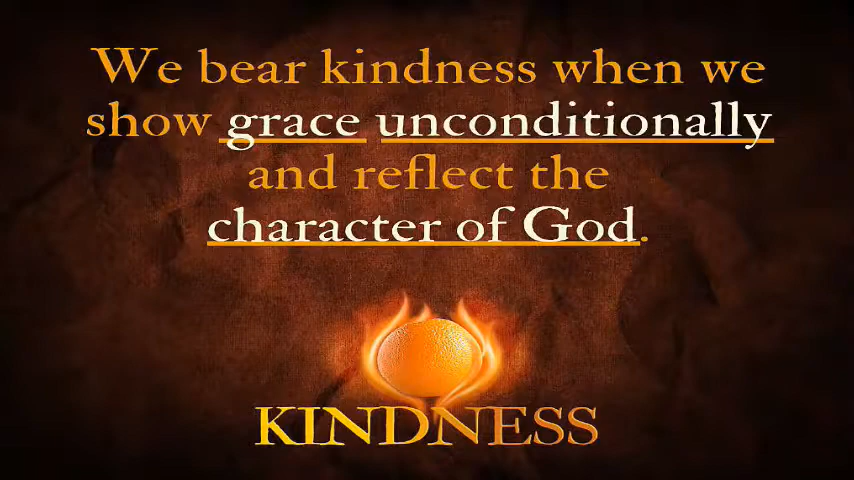 We bear kindness when we
show grace unconditionally
and reflect the
character of God.
KINDNESS